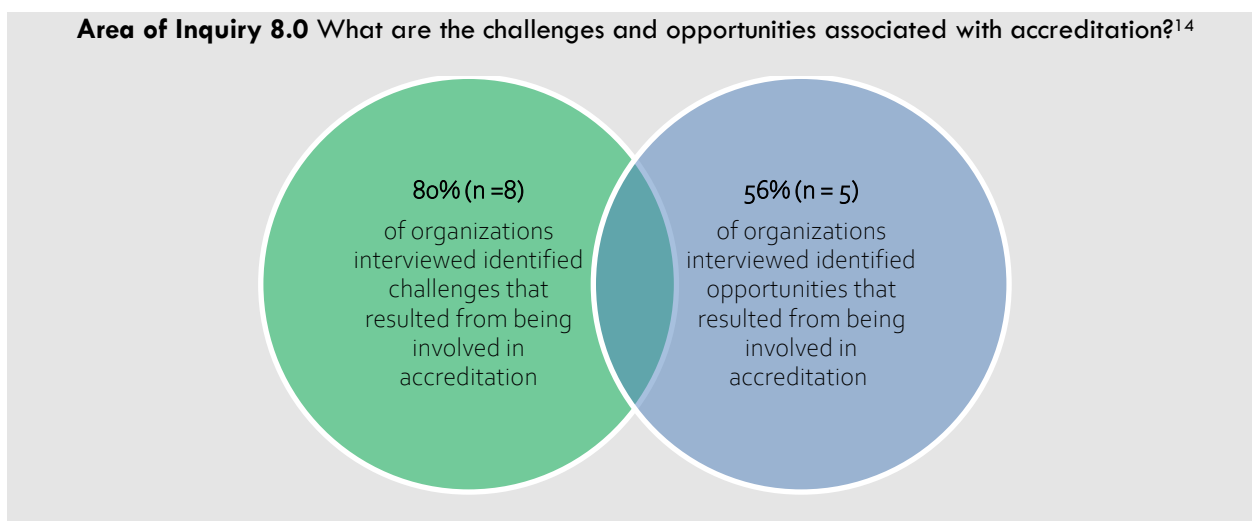 Area of Inquiry 8.0 What are the challenges and opportunities associated with accreditation?¹⁴
80% (n =8)
of organizations
interviewed identified
challenges that
resulted from being
involved in
accreditation
56% (n = 5)
of organizations
interviewed identified
opportunities that
resulted from being
involved in
accreditation